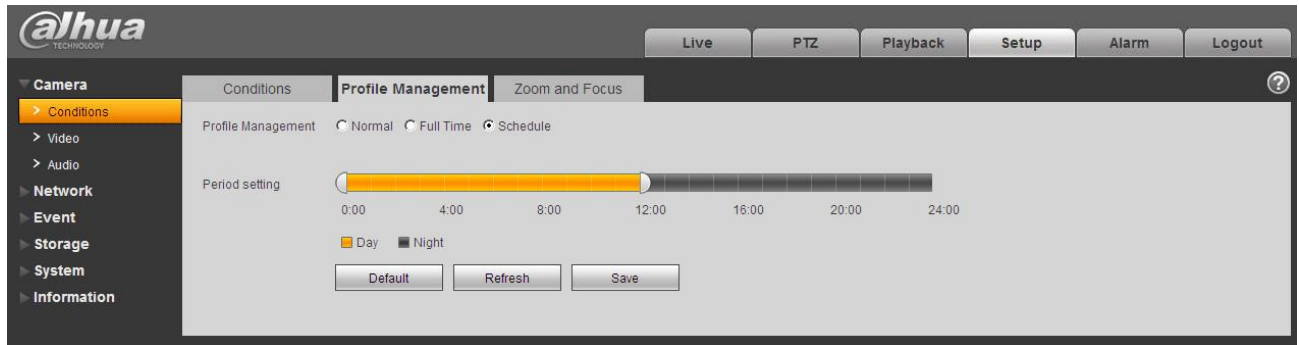 alhua
TECHNOLOGY
Live PTZ Playback Setup Alarm Logout
Camera
Conditions Profile Management Zoom and Focus ?
> Conditions
Profile Management Normal Full Time Schedule
> Video
> Audio
Network
Period setting
Event
0:00 4:00 8:00 12:00 16:00 20:00 24:00
Storage
Day Night
System
Default Refresh Save
Information